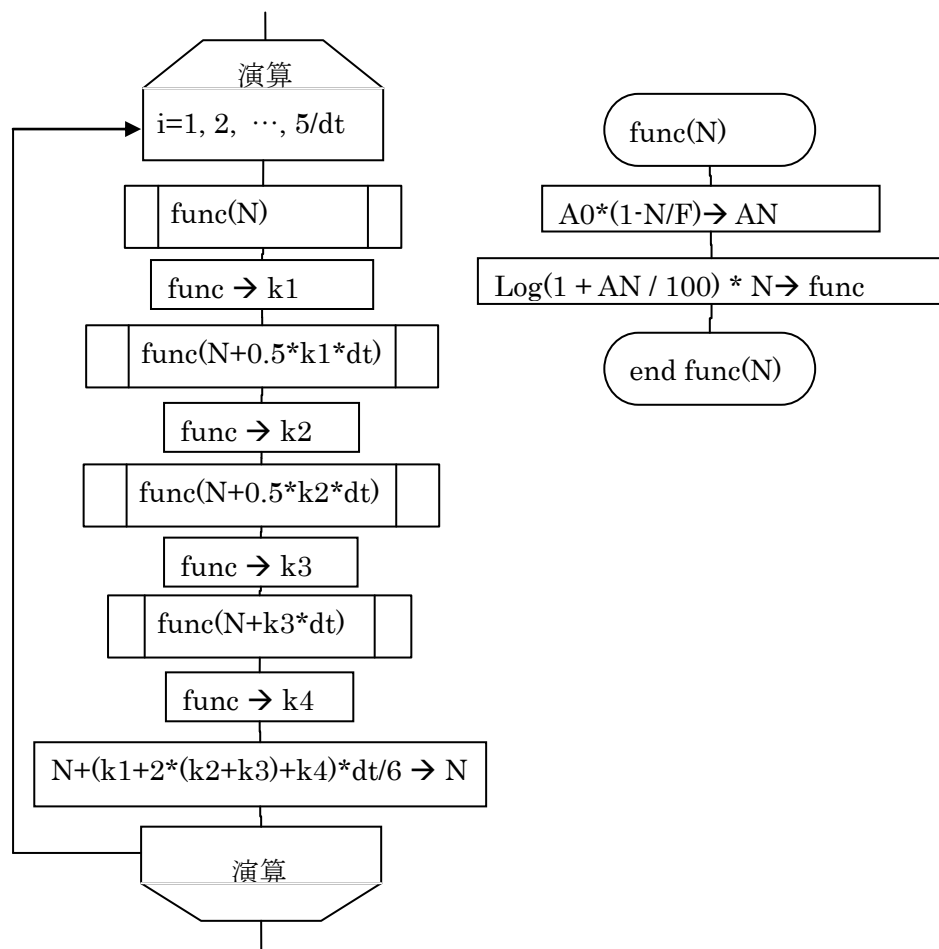 演算
i=1, 2, …, 5/dt
func(N)
func → k1
func(N+0.5*k1*dt)
func → k2
func(N+0.5*k2*dt)
func → k3
func(N+k3*dt)
func → k4
N+(k1+2*(k2+k3)+k4)*dt/6 → N
演算
func(N)
A0*(1-N/F)→ AN
Log(1 + AN / 100) * N→ func
end func(N)